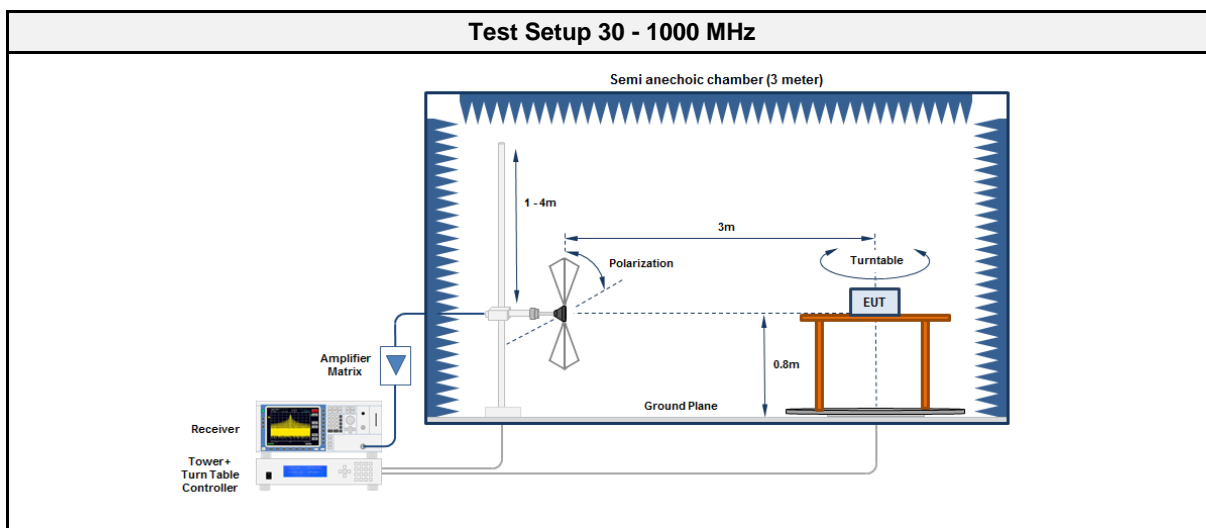 Test Setup 30 - 1000 MHz
Semi anechoic chamber (3 meter)
1 - 4m
3m
Polarization
Turntable
EUT
Amplifier
Matrix
0.8m
Ground Plane
Receiver
Tower+
Turn Table
Controller